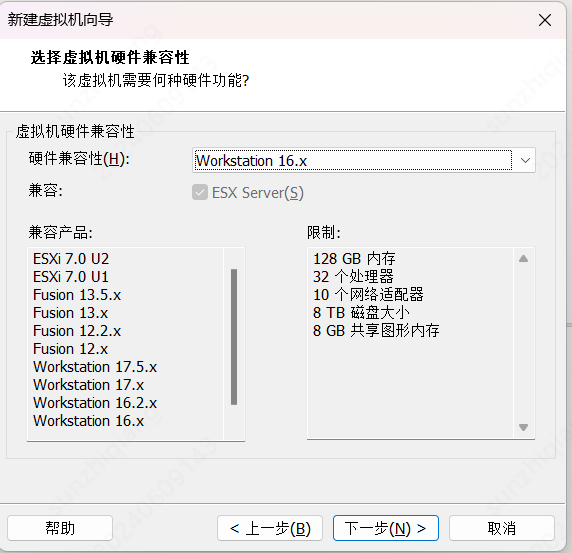 新建虚拟机向导
选择虚拟机硬件兼容性
该虚拟机需要何种硬件功能?
虚拟机硬件兼容性
硬件兼容性(H): Workstation 16.x
兼容: ESX Server(S)
兼容产品: 限制:
ESXi 7.0 U2 128 GB 内存
ESXi 7.0 U1 32 个处理器
Fusion 13.5.x 10 个网络适配器
Fusion 13.x 8 TB 磁盘大小
Fusion 12.2.x 8 GB 共享图形内存
Fusion 12.x
Workstation 17.5.x
Workstation 17.x
Workstation 16.2.x
Workstation 16.x
帮助 < 上一步(B) 下一步(N) > 取消